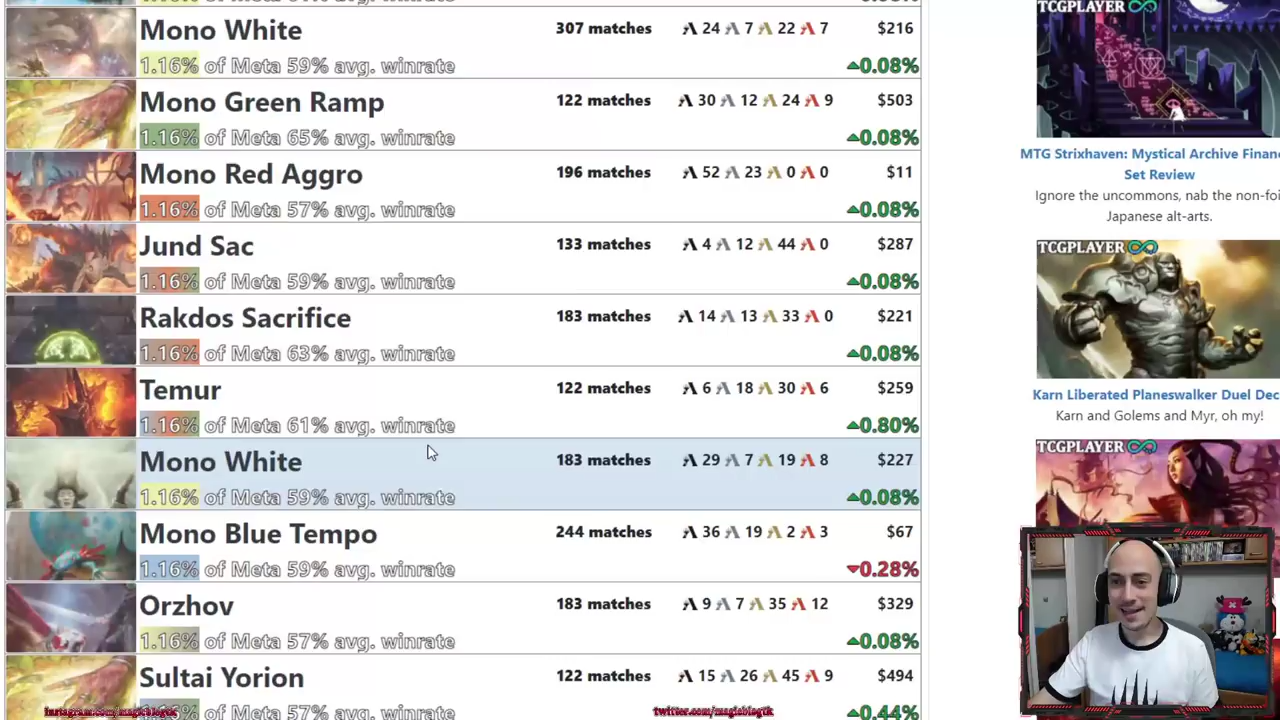 Mono White 307 matches 24 7 22 7 $216
1.16% of Meta 59% avg. winrate 0.08%
Mono Green Ramp 122 matches 30 12 24 9 $503
1.16% of Meta 65% avg. winrate 0.08%
Mono Red Aggro 196 matches 52 23 0 0 $11
1.16% of Meta 57% avg. winrate 0.08%
Jund Sac 133 matches 4 12 44 0 $287
1.16% of Meta 59% avg. winrate 0.08%
Rakdos Sacrifice 183 matches 14 13 33 0 $221
1.16% of Meta 63% avg. winrate 0.08%
Temur 122 matches 6 18 30 6 $259
1.16% of Meta 61% avg. winrate 0.80%
Mono White 183 matches 29 7 19 8 $227
1.16% of Meta 59% avg. winrate 0.08%
Mono Blue Tempo 244 matches 36 19 2 3 $67
1.16% of Meta 59% avg. winrate 0.28%
Orzhov 183 matches 9 7 35 12 $329
1.16% of Meta 57% avg. winrate 0.08%
Sultai Yorion 122 matches 15 26 45 9 $494
1.16% of Meta 57% avg. winrate 0.44%
TCGPLAYER
MTG Strixhaven: Mystical Archive Finan
Set Review
Ignore the uncommons, nab the non-foi
Japanese alt-arts.
TCGPLAYER
Karn Liberated Planeswalker Duel Dec
Karn and Golems and Myr, oh my!
TCGPLAYER